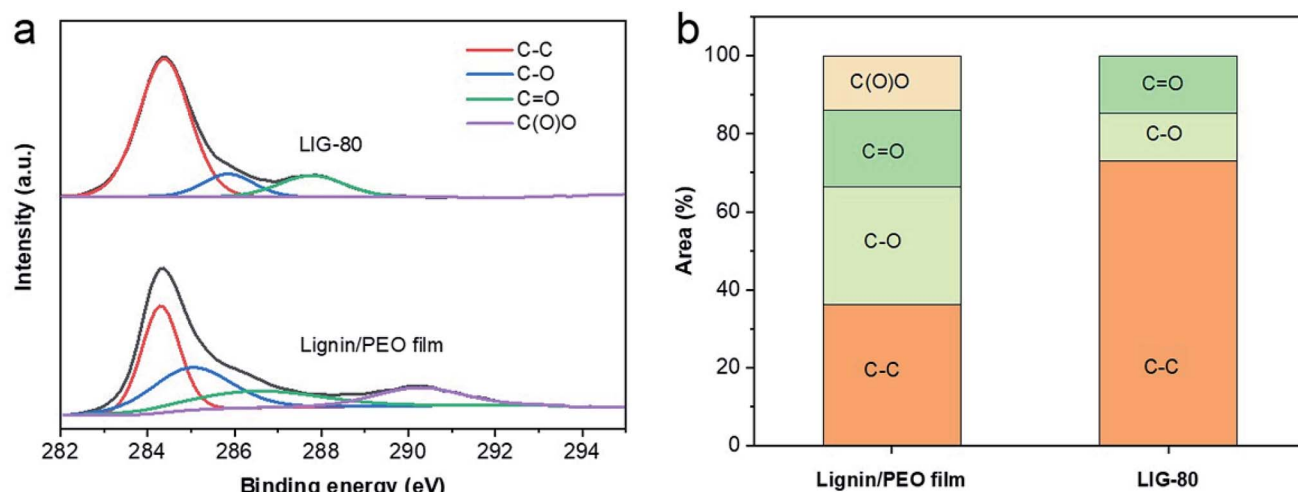 a
C-C
C-O
C=O
C(O)O
LIG-80
Lignin/PEO film
Intensity (a.u.)
282 284 286 288 290 292 294
Binding energy (eV)
b
100
80
60
40
20
0
Area (%)
C(O)O
C=O
C-O
C-C
C=O
C-O
C-C
Lignin/PEO film LIG-80